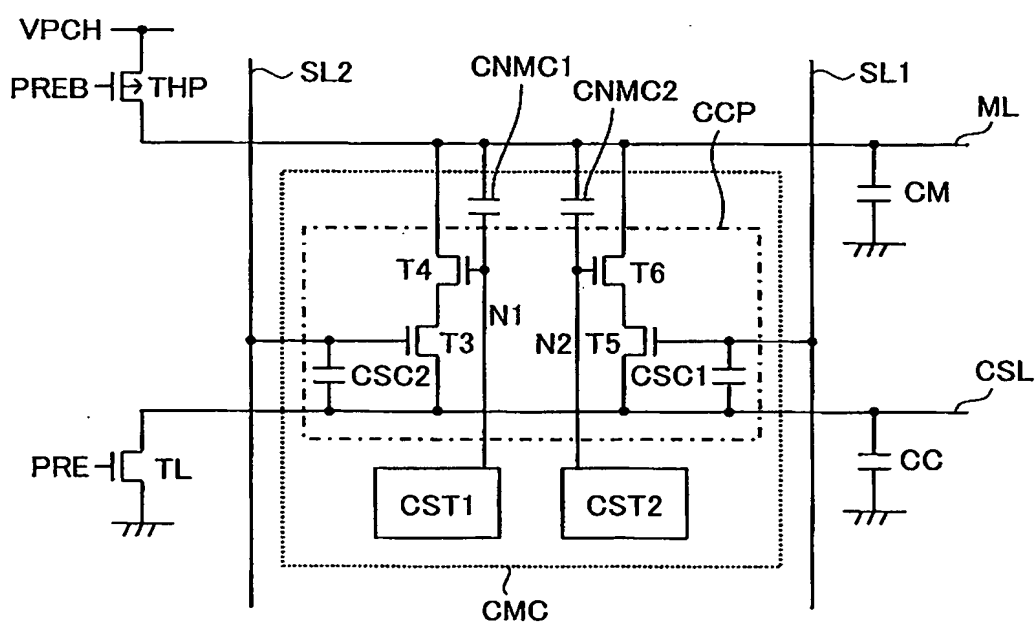 VPCH
PREB
THP
SL2
CNMC1
CNMC2
CCP
SL1
ML
CM
T4
T6
N1
N2
T3
T5
CSC2
CSC1
CSL
PRE
TL
CST1
CST2
CC
CMC